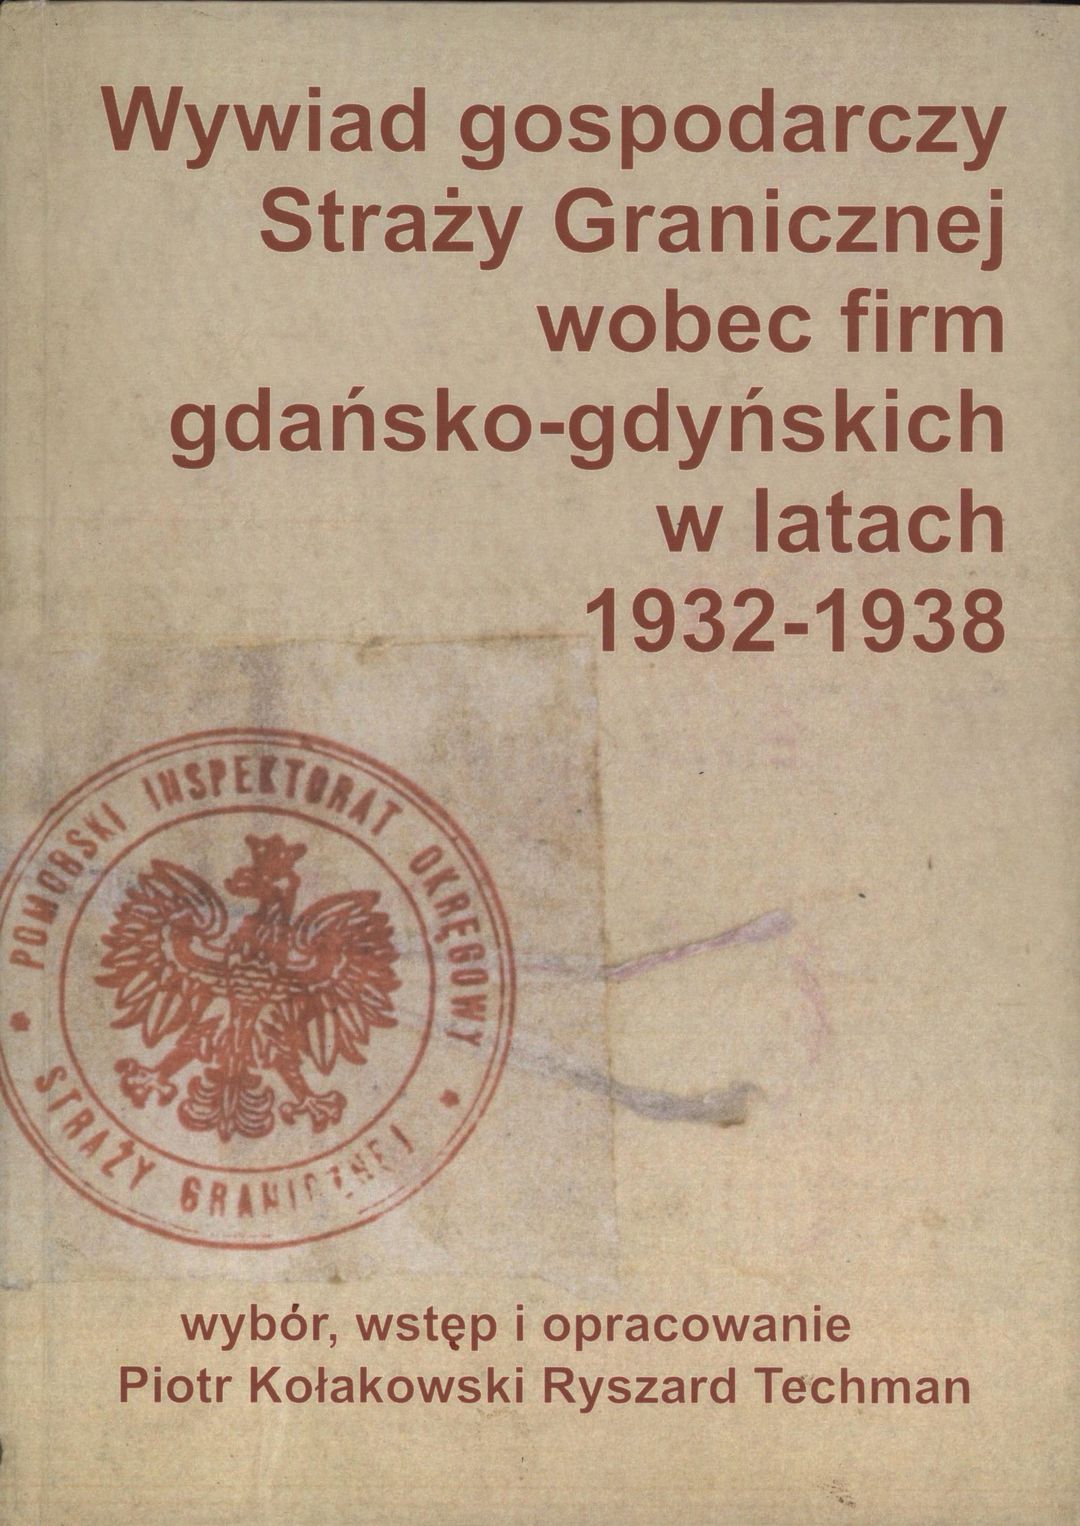 Wywiad gospodarczy
Straży Granicznej
wobec firm
gdańsko-gdyńskich
w latach
1932-1938
POMORSKI INSPEKTORAT OKRĘGOWY
* STRAŻY GRANICZNEJ *
wybór, wstęp i opracowanie
Piotr Kołakowski Ryszard Techman